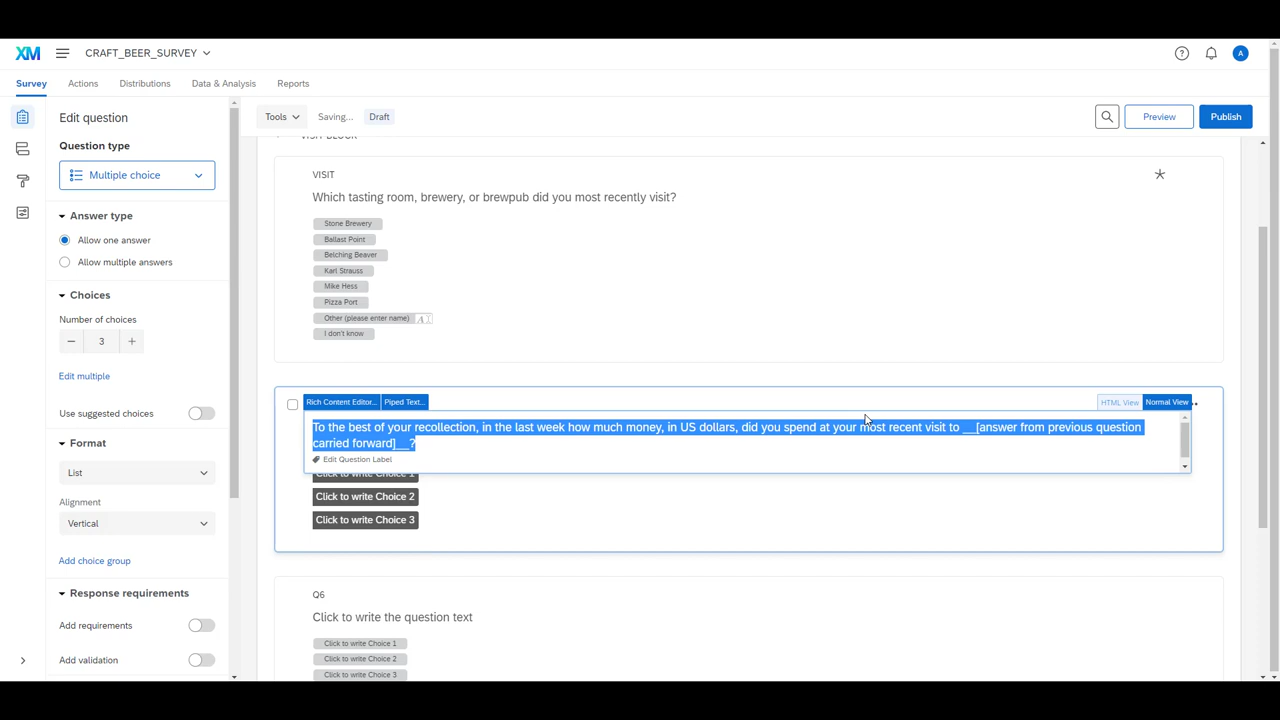 XM
CRAFT_BEER_SURVEY
?
A
Survey
Actions
Distributions
Data & Analysis
Reports
Edit question
Tools
Saving...
Draft
Preview
Publish
VISIT BLOCK
Question type
Multiple choice
Answer type
Allow one answer
Allow multiple answers
Choices
Number of choices
3
Edit multiple
Use suggested choices
Format
List
Alignment
Vertical
Add choice group
Response requirements
Add requirements
Add validation
VISIT
Which tasting room, brewery, or brewpub did you most recently visit?
Stone Brewery
Ballast Point
Belching Beaver
Karl Strauss
Mike Hess
Pizza Port
Other (please enter name)
I don't know
Rich Content Editor...
Piped Text...
HTML View
Normal View
To the best of your recollection, in the last week how much money, in US dollars, did you spend at your most recent visit to __[answer from previous question
carried forward]__?
Edit Question Label
Click to write Choice 1
Click to write Choice 2
Click to write Choice 3
Q6
Click to write the question text
Click to write Choice 1
Click to write Choice 2
Click to write Choice 3